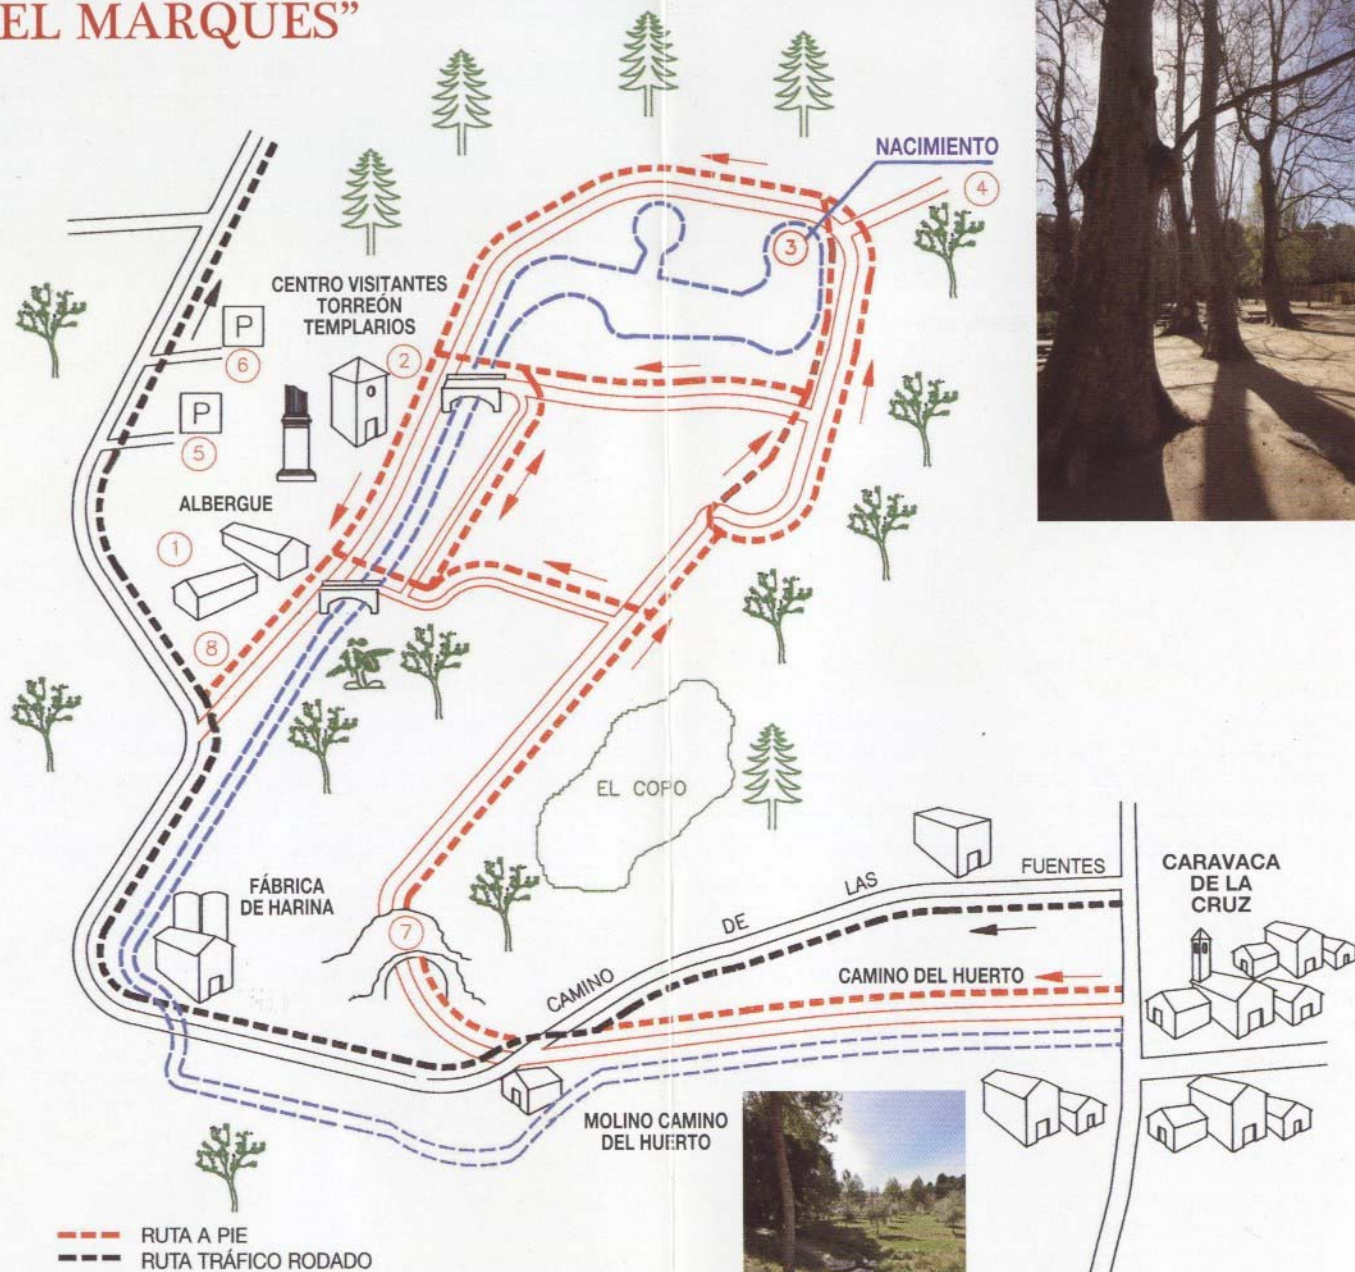 EL MARQUES”
NACIMIENTO
4
3
CENTRO VISITANTES
TORREÓN
TEMPLARIOS
2
P
6
P
5
ALBERGUE
1
8
EL COPO
FÁBRICA
DE HARINA
7
CAMINO DE LAS FUENTES
CARAVACA
DE LA
CRUZ
CAMINO DEL HUERTO
MOLINO CAMINO
DEL HUERTO
RUTA A PIE
RUTA TRÁFICO RODADO